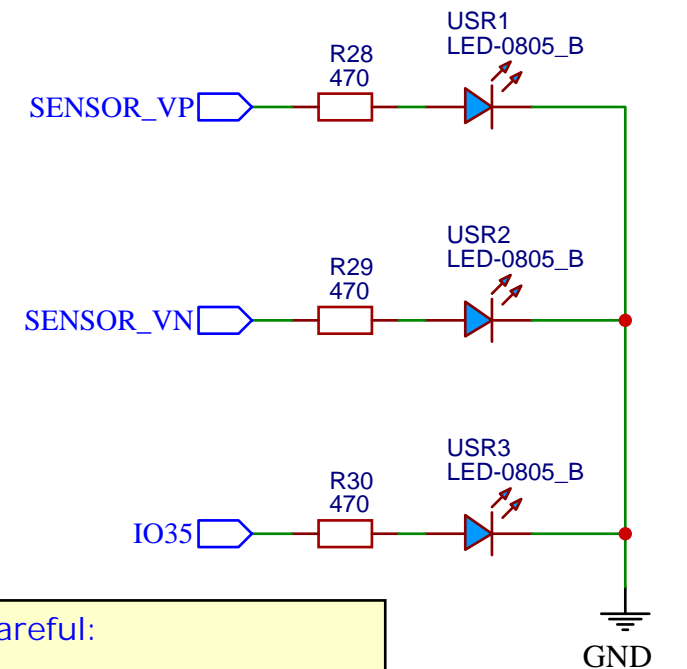 USR1
LED-0805_B
R28
470
SENSOR_VP
USR2
LED-0805_B
R29
470
SENSOR_VN
USR3
LED-0805_B
R30
470
IO35
GND